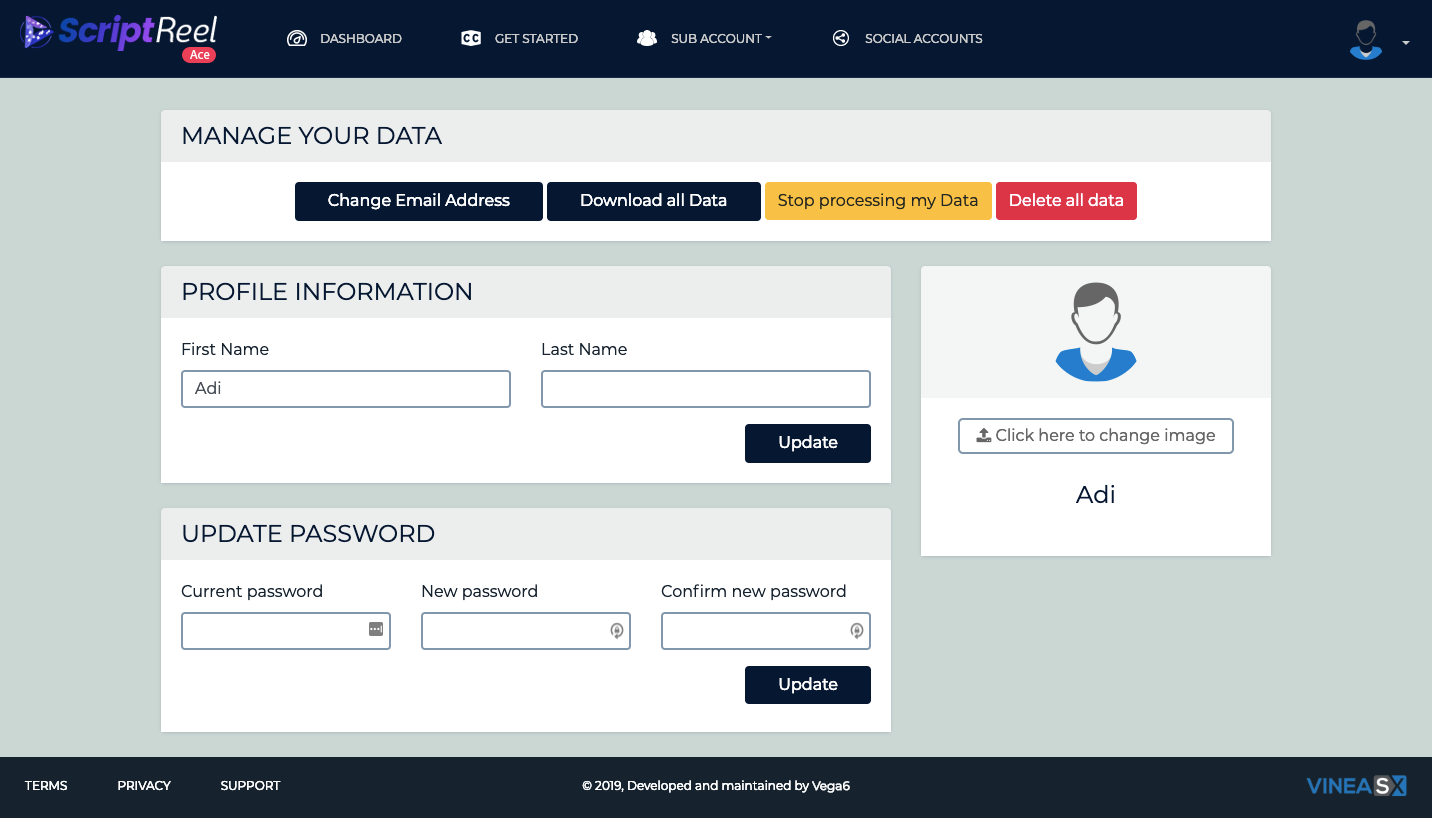 ScriptReel
Ace
DASHBOARD
GET STARTED
SUB ACCOUNT
SOCIAL ACCOUNTS
MANAGE YOUR DATA
Change Email Address
Download all Data
Stop processing my Data
Delete all data
PROFILE INFORMATION
First Name
Last Name
Adi
Update
Click here to change image
Adi
UPDATE PASSWORD
Current password
New password
Confirm new password
Update
TERMS
PRIVACY
SUPPORT
© 2019, Developed and maintained by Vega6
VINEASX